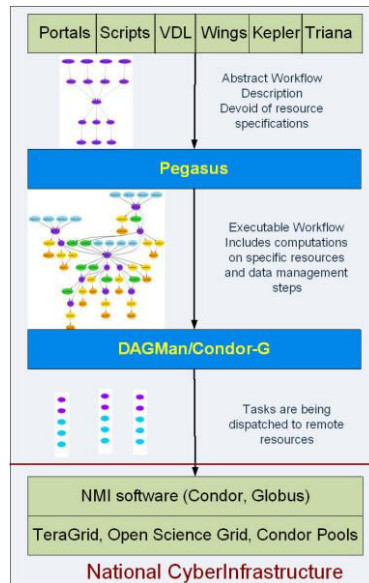 Portals Scripts VDL Wings Kepler Triana
Abstract Workflow
Description
Devoid of resource
specifications
Pegasus
Executable Workflow
Includes computations
on specific resources
and data management
steps
DAGMan/Condor-G
Tasks are being
dispatched to remote
resources
NMI software (Condor, Globus)
TeraGrid, Open Science Grid, Condor Pools
National CyberInfrastructure